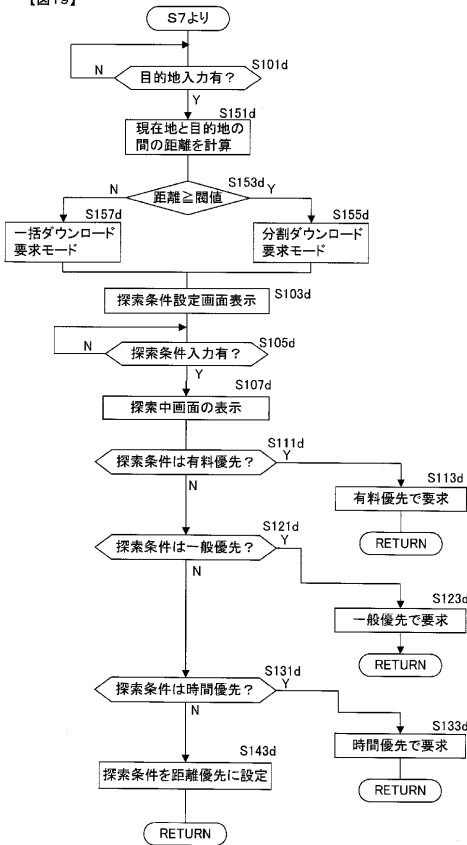 【図19】
S7より
N
目的地入力有？
S101d
Y
S151d
現在地と目的地の
間の距離を計算
S153d
N
距離≧閾値
Y
S157d
一括ダウンロード
要求モード
S155d
分割ダウンロード
要求モード
探索条件設定画面表示
S103d
S105d
N
探索条件入力有？
Y
S107d
探索中画面の表示
S111d
探索条件は有料優先？
Y
N
S113d
有料優先で要求
RETURN
S121d
探索条件は一般優先？
Y
N
S123d
一般優先で要求
RETURN
S131d
探索条件は時間優先？
Y
N
S133d
時間優先で要求
RETURN
S143d
探索条件を距離優先に設定
RETURN